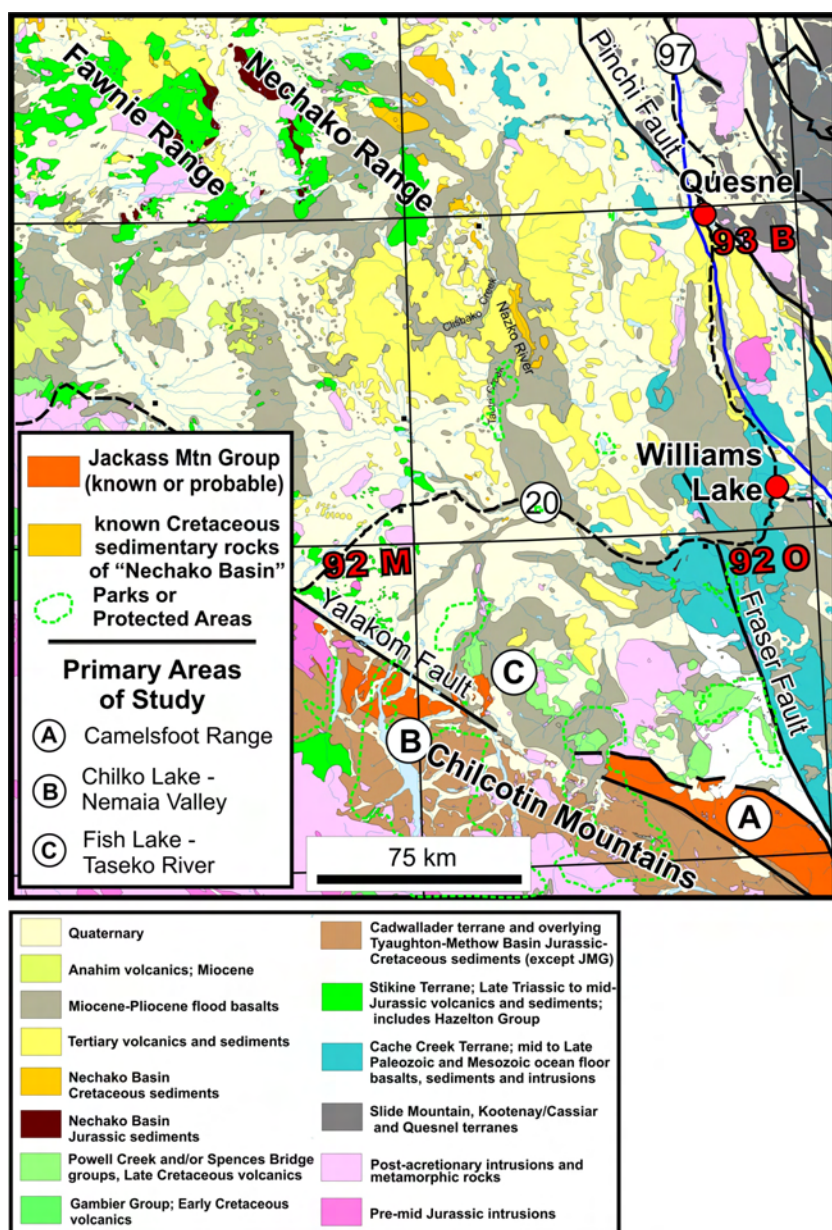 Fawnie Range
Nechako Range
Pinchi Fault
97
Quesnel
93 B
Clisbako Creek
Nazko River
Williams
Lake
20
92 M
92 O
Yalakom Fault
Fraser Fault
C
B
A
Chilcotin Mountains
75 km
Jackass Mtn Group
(known or probable)
known Cretaceous
sedimentary rocks
of “Nechako Basin”
Parks or
Protected Areas
Primary Areas
of Study
A Camelsfoot Range
B Chilko Lake -
Nemaia Valley
C Fish Lake -
Taseko River
Quaternary
Anahim volcanics; Miocene
Miocene-Pliocene flood basalts
Tertiary volcanics and sediments
Nechako Basin
Cretaceous sediments
Nechako Basin
Jurassic sediments
Powell Creek and/or Spences Bridge
groups, Late Cretaceous volcanics
Gambier Group; Early Cretaceous
volcanics
Cadwallader terrane and overlying
Tyaughton-Methow Basin Jurassic-
Cretaceous sediments (except JMG)
Stikine Terrane; Late Triassic to mid-
Jurassic volcanics and sediments;
includes Hazelton Group
Cache Creek Terrane; mid to Late
Paleozoic and Mesozoic ocean floor
basalts, sediments and intrusions
Slide Mountain, Kootenay/Cassiar
and Quesnel terranes
Post-acretionary intrusions and
metamorphic rocks
Pre-mid Jurassic intrusions